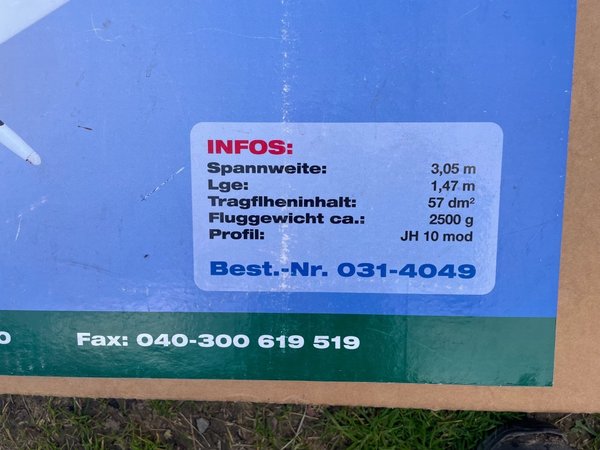 INFOS:
Spannweite: 3,05 m
Lge: 1,47 m
Tragflheninhalt: 57 dm²
Fluggewicht ca.: 2500 g
Profil: JH 10 mod
Best.-Nr. 031-4049
0 Fax: 040-300 619 519